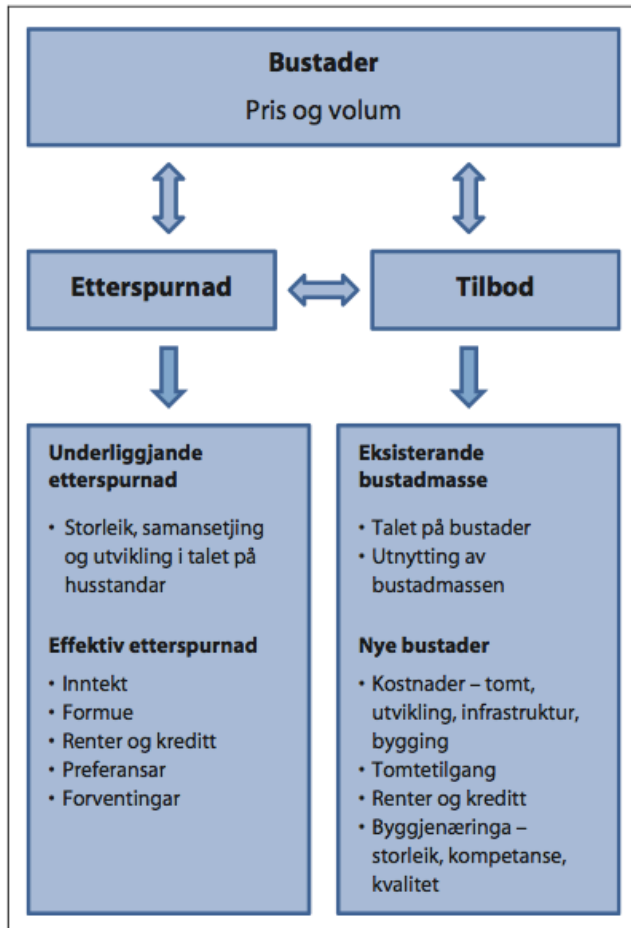 Bustader
Pris og volum
Etterspurnad
Tilbod
Underliggjande
etterspurnad
• Storleik, samansetjing
og utvikling i talet på
husstandar
Effektiv etterspurnad
• Inntekt
• Formue
• Renter og kreditt
• Preferansar
• Forventingar
Eksisterande
bustadmasse
• Talet på bustader
• Utnytting av
bustadmassen
Nye bustader
• Kostnader – tomt,
utvikling, infrastruktur,
bygging
• Tomtetilgang
• Renter og kreditt
• Byggjenæringa –
storleik, kompetanse,
kvalitet